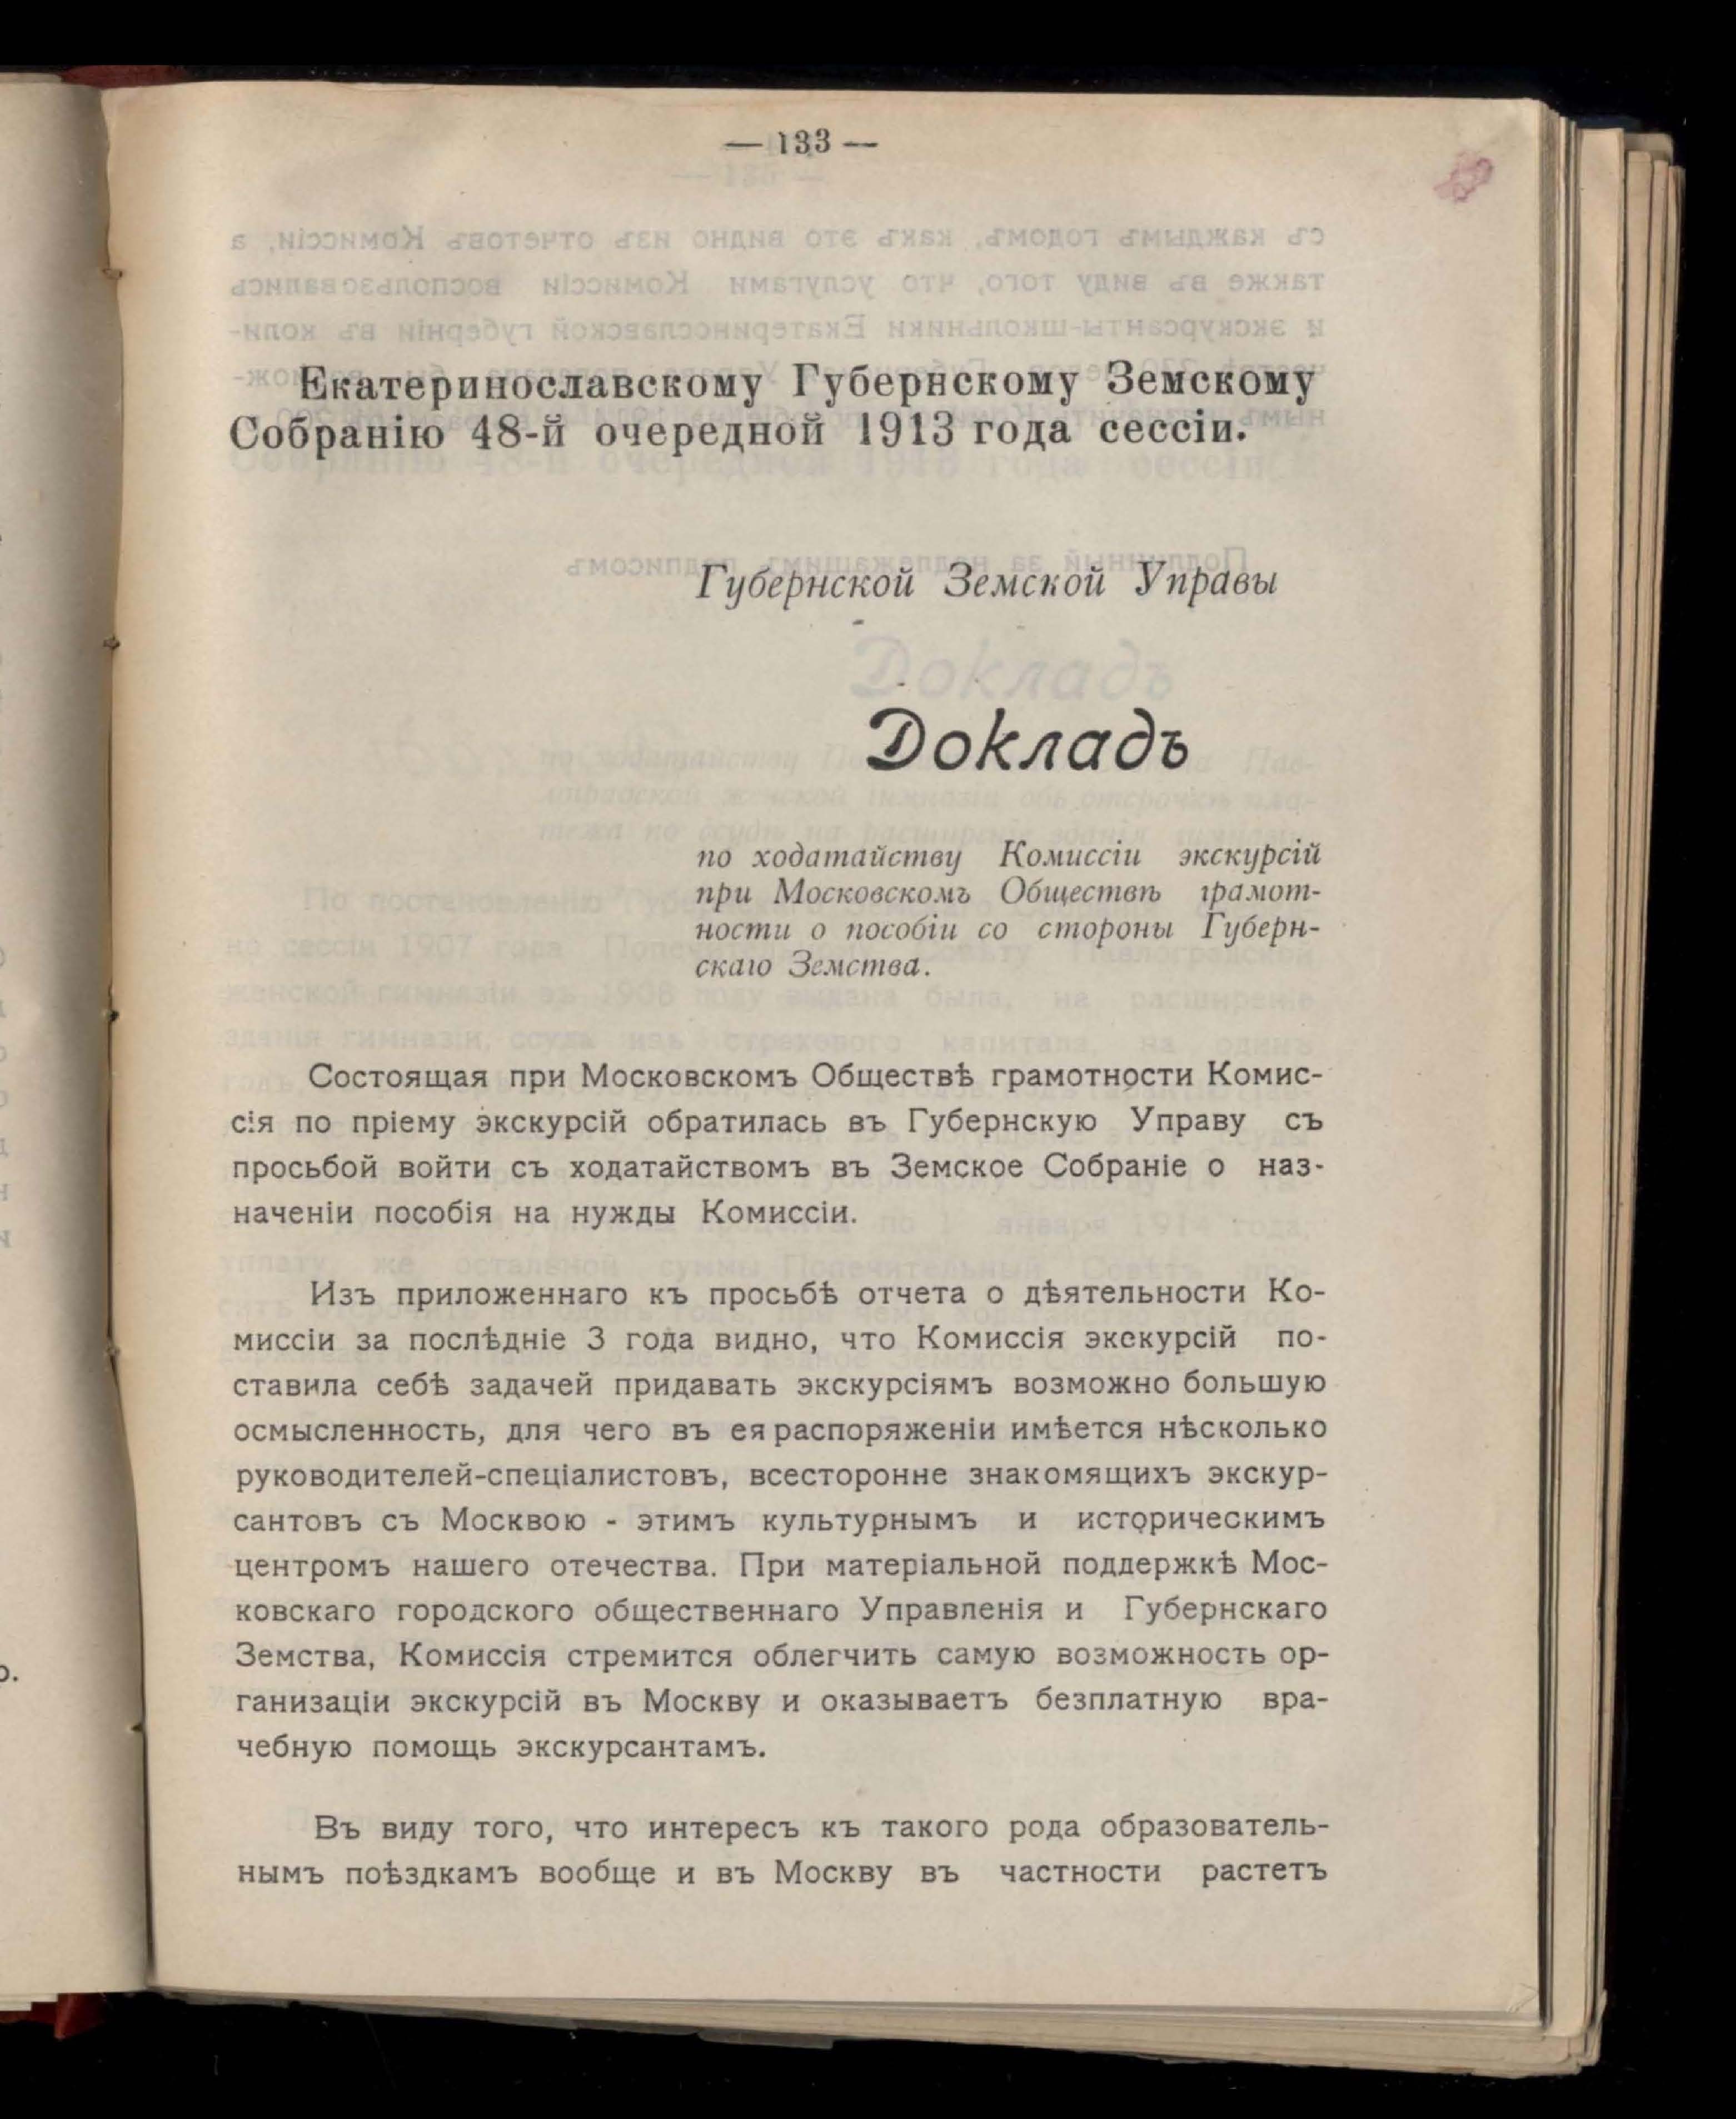 — 133 —
Екатеринославскому Губернскому Земскому
Собранію 48-й очередной 1913 года сессіи.
Губернской Земской Управы
Докладъ
по ходатайству Комиссіи экскурсій
при Московскомъ Обществѣ грамот-
ности о пособіи со стороны Губерн-
скаго Земства.
Состоящая при Московскомъ Обществѣ грамотности Комис-
сія по пріему экскурсій обратилась въ Губернскую Управу съ
просьбой войти съ ходатайствомъ въ Земское Собраніе о наз-
наченіи пособія на нужды Комиссіи.
Изъ приложеннаго къ просьбѣ отчета о дѣятельности Ко-
миссіи за послѣдніе 3 года видно, что Комиссія экскурсій по-
ставила себѣ задачей придавать экскурсіямъ возможно большую
осмысленность, для чего въ ея распоряженіи имѣется нѣсколько
руководителей-спеціалистовъ, всесторонне знакомящихъ экскур-
сантовъ съ Москвою - этимъ культурнымъ и историческимъ
центромъ нашего отечества. При матеріальной поддержкѣ Мос-
ковскаго городского общественнаго Управленія и Губернскаго
Земства, Комиссія стремится облегчить самую возможность ор-
ганизаціи экскурсій въ Москву и оказываетъ безплатную вра-
чебную помощь экскурсантамъ.
Въ виду того, что интересъ къ такого рода образователь-
нымъ поѣздкамъ вообще и въ Москву въ частности растетъ